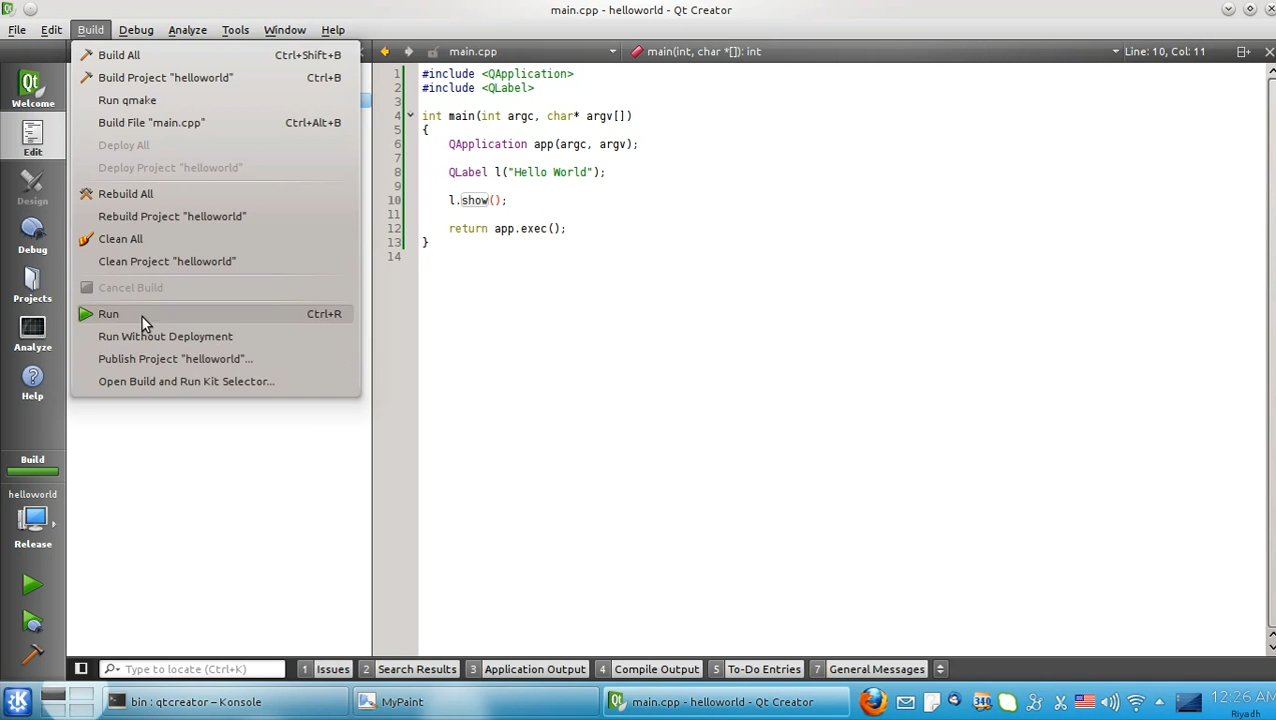 main.cpp - helloworld - Qt Creator
File Edit Build Debug Analyze Tools Window Help
main.cpp main(int, char *[]): int Line: 10, Col: 11
Welcome
Edit
Design
Debug
Projects
Analyze
Help
Build
helloworld
Release
Build All Ctrl+Shift+B
Build Project "helloworld" Ctrl+B
Run qmake
Build File "main.cpp" Ctrl+Alt+B
Deploy All
Deploy Project "helloworld"
Rebuild All
Rebuild Project "helloworld"
Clean All
Clean Project "helloworld"
Cancel Build
Run Ctrl+R
Run Without Deployment
Publish Project "helloworld"...
Open Build and Run Kit Selector...
1 #include <QApplication>
2 #include <QLabel>
3
4 int main(int argc, char* argv[])
5 {
6 QApplication app(argc, argv);
7
8 QLabel l("Hello World");
9
10 l.show();
11
12 return app.exec();
13 }
14
Type to locate (Ctrl+K) 1 Issues 2 Search Results 3 Application Output 4 Compile Output 5 To-Do Entries 7 General Messages
bin : qtcreator – Konsole MyPaint main.cpp - helloworld - Qt Creator 340 12:26 AM
Riyadh